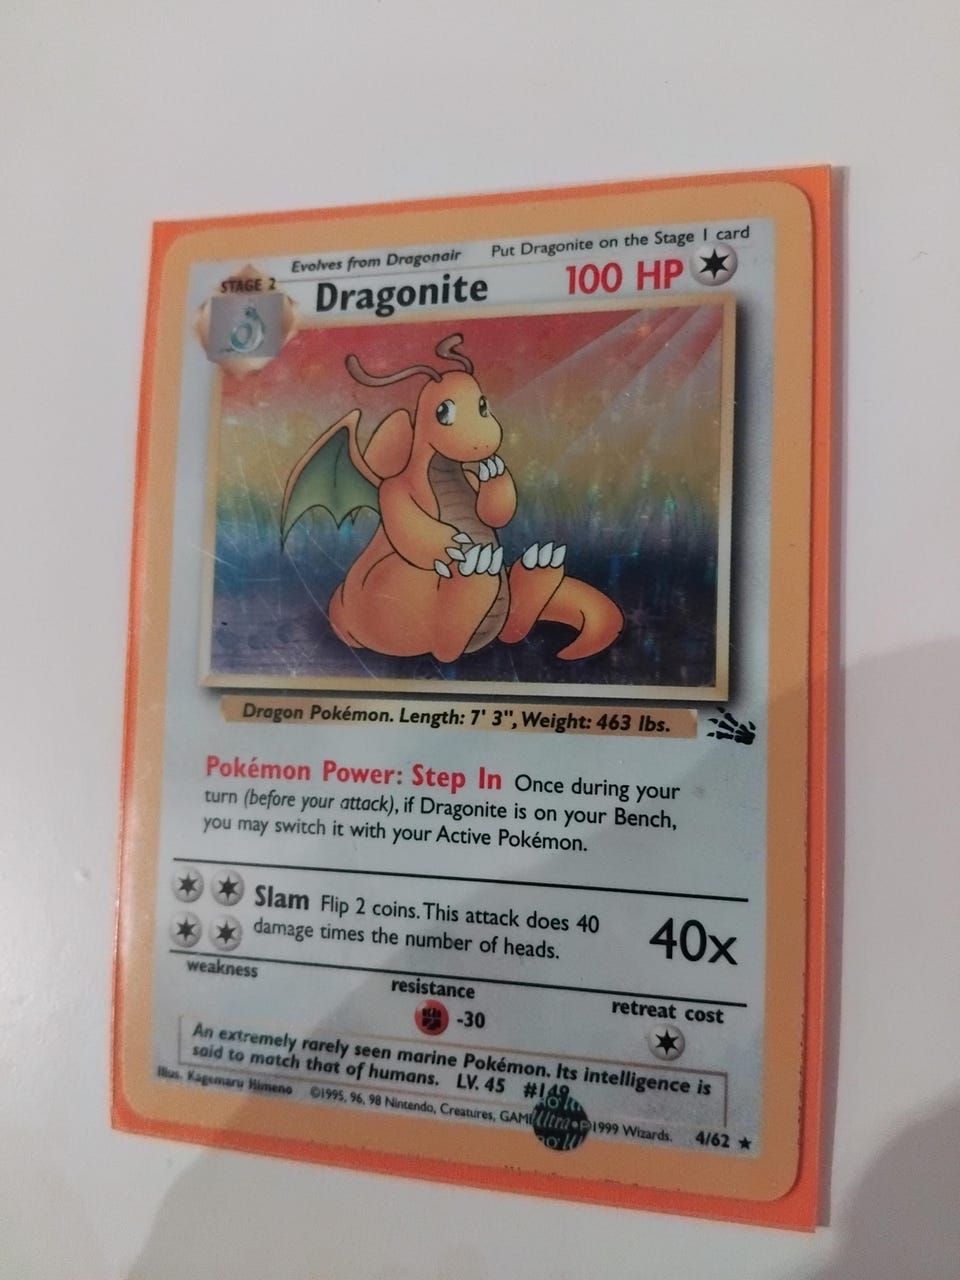 Evolves from Dragonair Put Dragonite on the Stage 1 card
STAGE 2 Dragonite 100 HP
Dragon Pokémon. Length: 7' 3", Weight: 463 lbs.
Pokémon Power: Step In Once during your
turn (before your attack), if Dragonite is on your Bench,
you may switch it with your Active Pokémon.
Slam Flip 2 coins. This attack does 40
damage times the number of heads.
40x
weakness
resistance
retreat cost
-30
An extremely rarely seen marine Pokémon. Its intelligence is
said to match that of humans. LV. 45 #149
Illus. Kagemaru Himeno ©1995, 96, 98 Nintendo, Creatures, GAM ©1999 Wizards. 4/62
Ultra•P